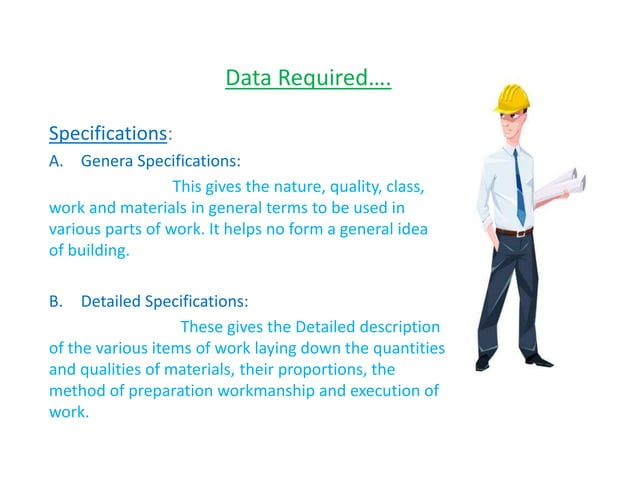 Data Required….
Specifications:
A. Genera Specifications:
This gives the nature, quality, class,
work and materials in general terms to be used in
various parts of work. It helps no form a general idea
of building.
B. Detailed Specifications:
These gives the Detailed description
of the various items of work laying down the quantities
and qualities of materials, their proportions, the
method of preparation workmanship and execution of
work.